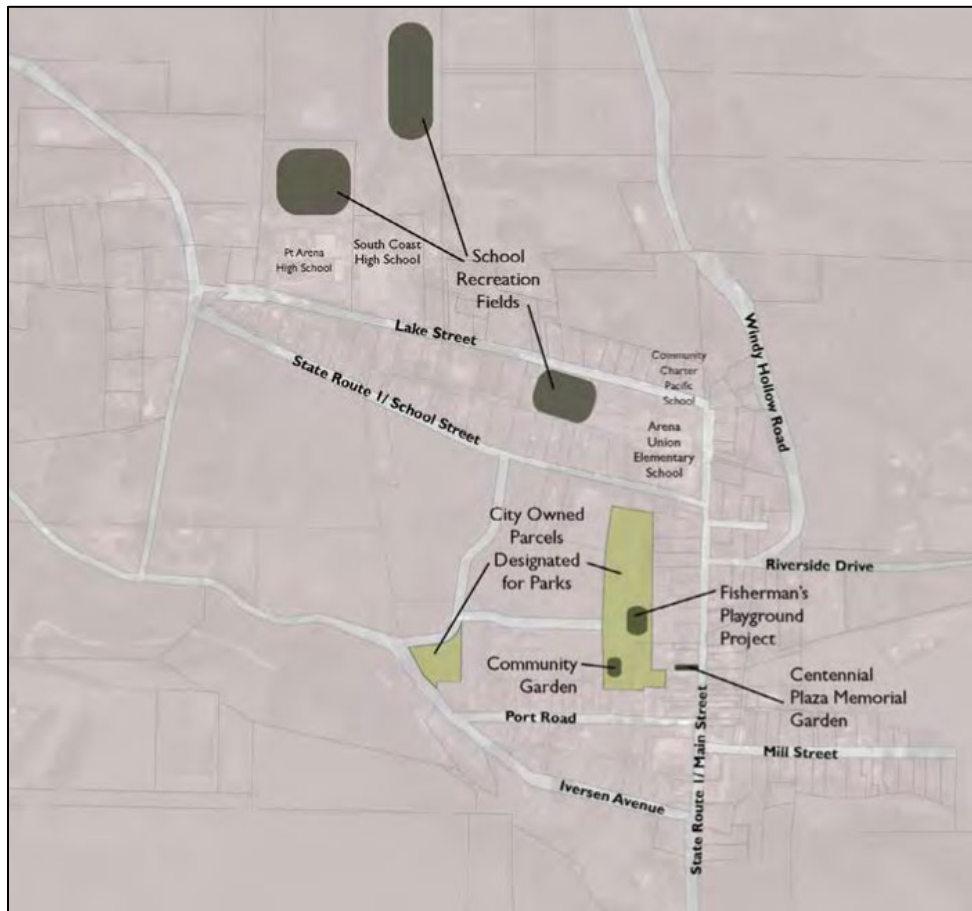 Pt Arena
High School
South Coast
High School
School
Recreation
Fields
Lake Street
Windy Hollow Road
State Route 1/ School Street
Community
Charter
Pacific
School
Arena
Union
Elementary
School
City Owned
Parcels
Designated
for Parks
Riverside Drive
Fisherman's
Playground
Project
Community
Garden
Centennial
Plaza Memorial
Garden
Port Road
State Route 1/ Main Street
Mill Street
Iversen Avenue